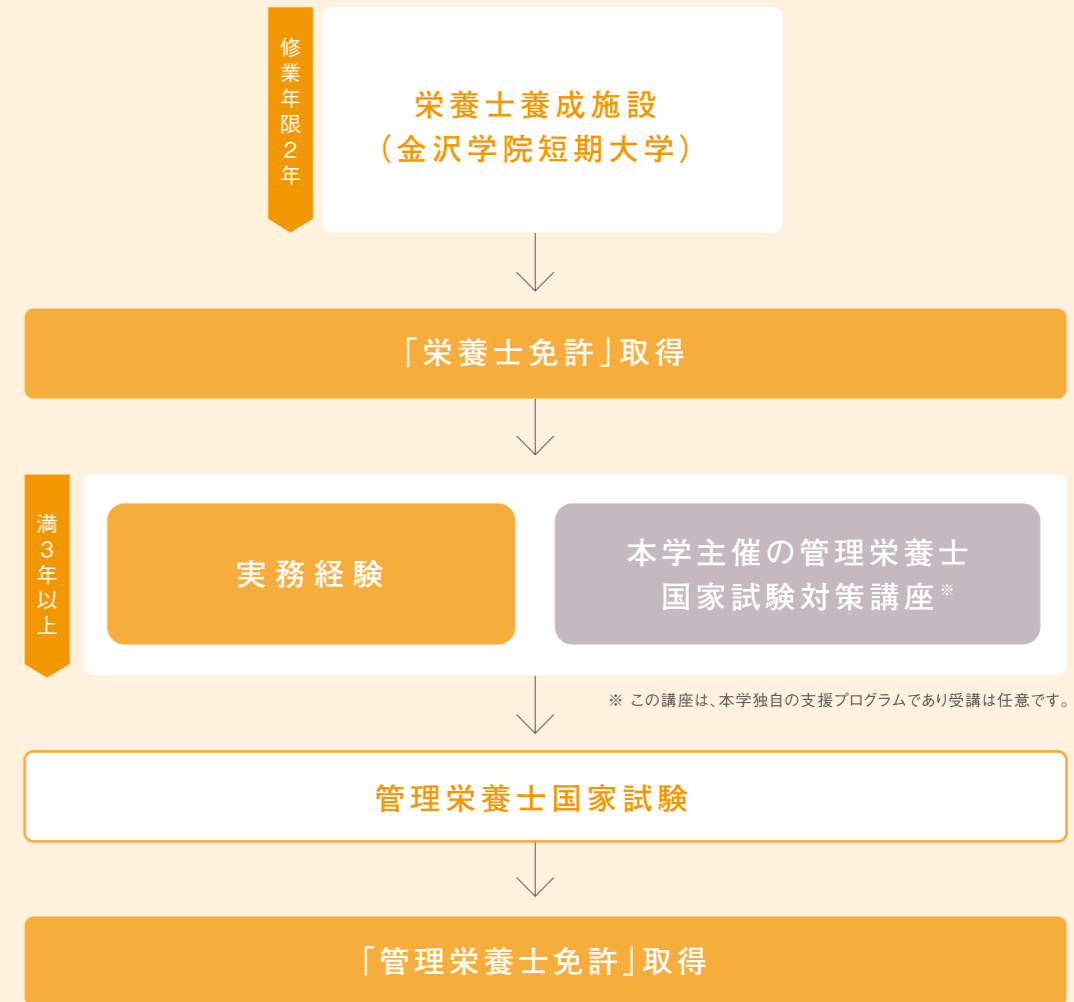 修業年限2年
栄養士養成施設
（金沢学院短期大学）
「栄養士免許」取得
満3年以上
実務経験
本学主催の管理栄養士
国家試験対策講座※
※ この講座は、本学独自の支援プログラムであり受講は任意です。
管理栄養士国家試験
「管理栄養士免許」取得